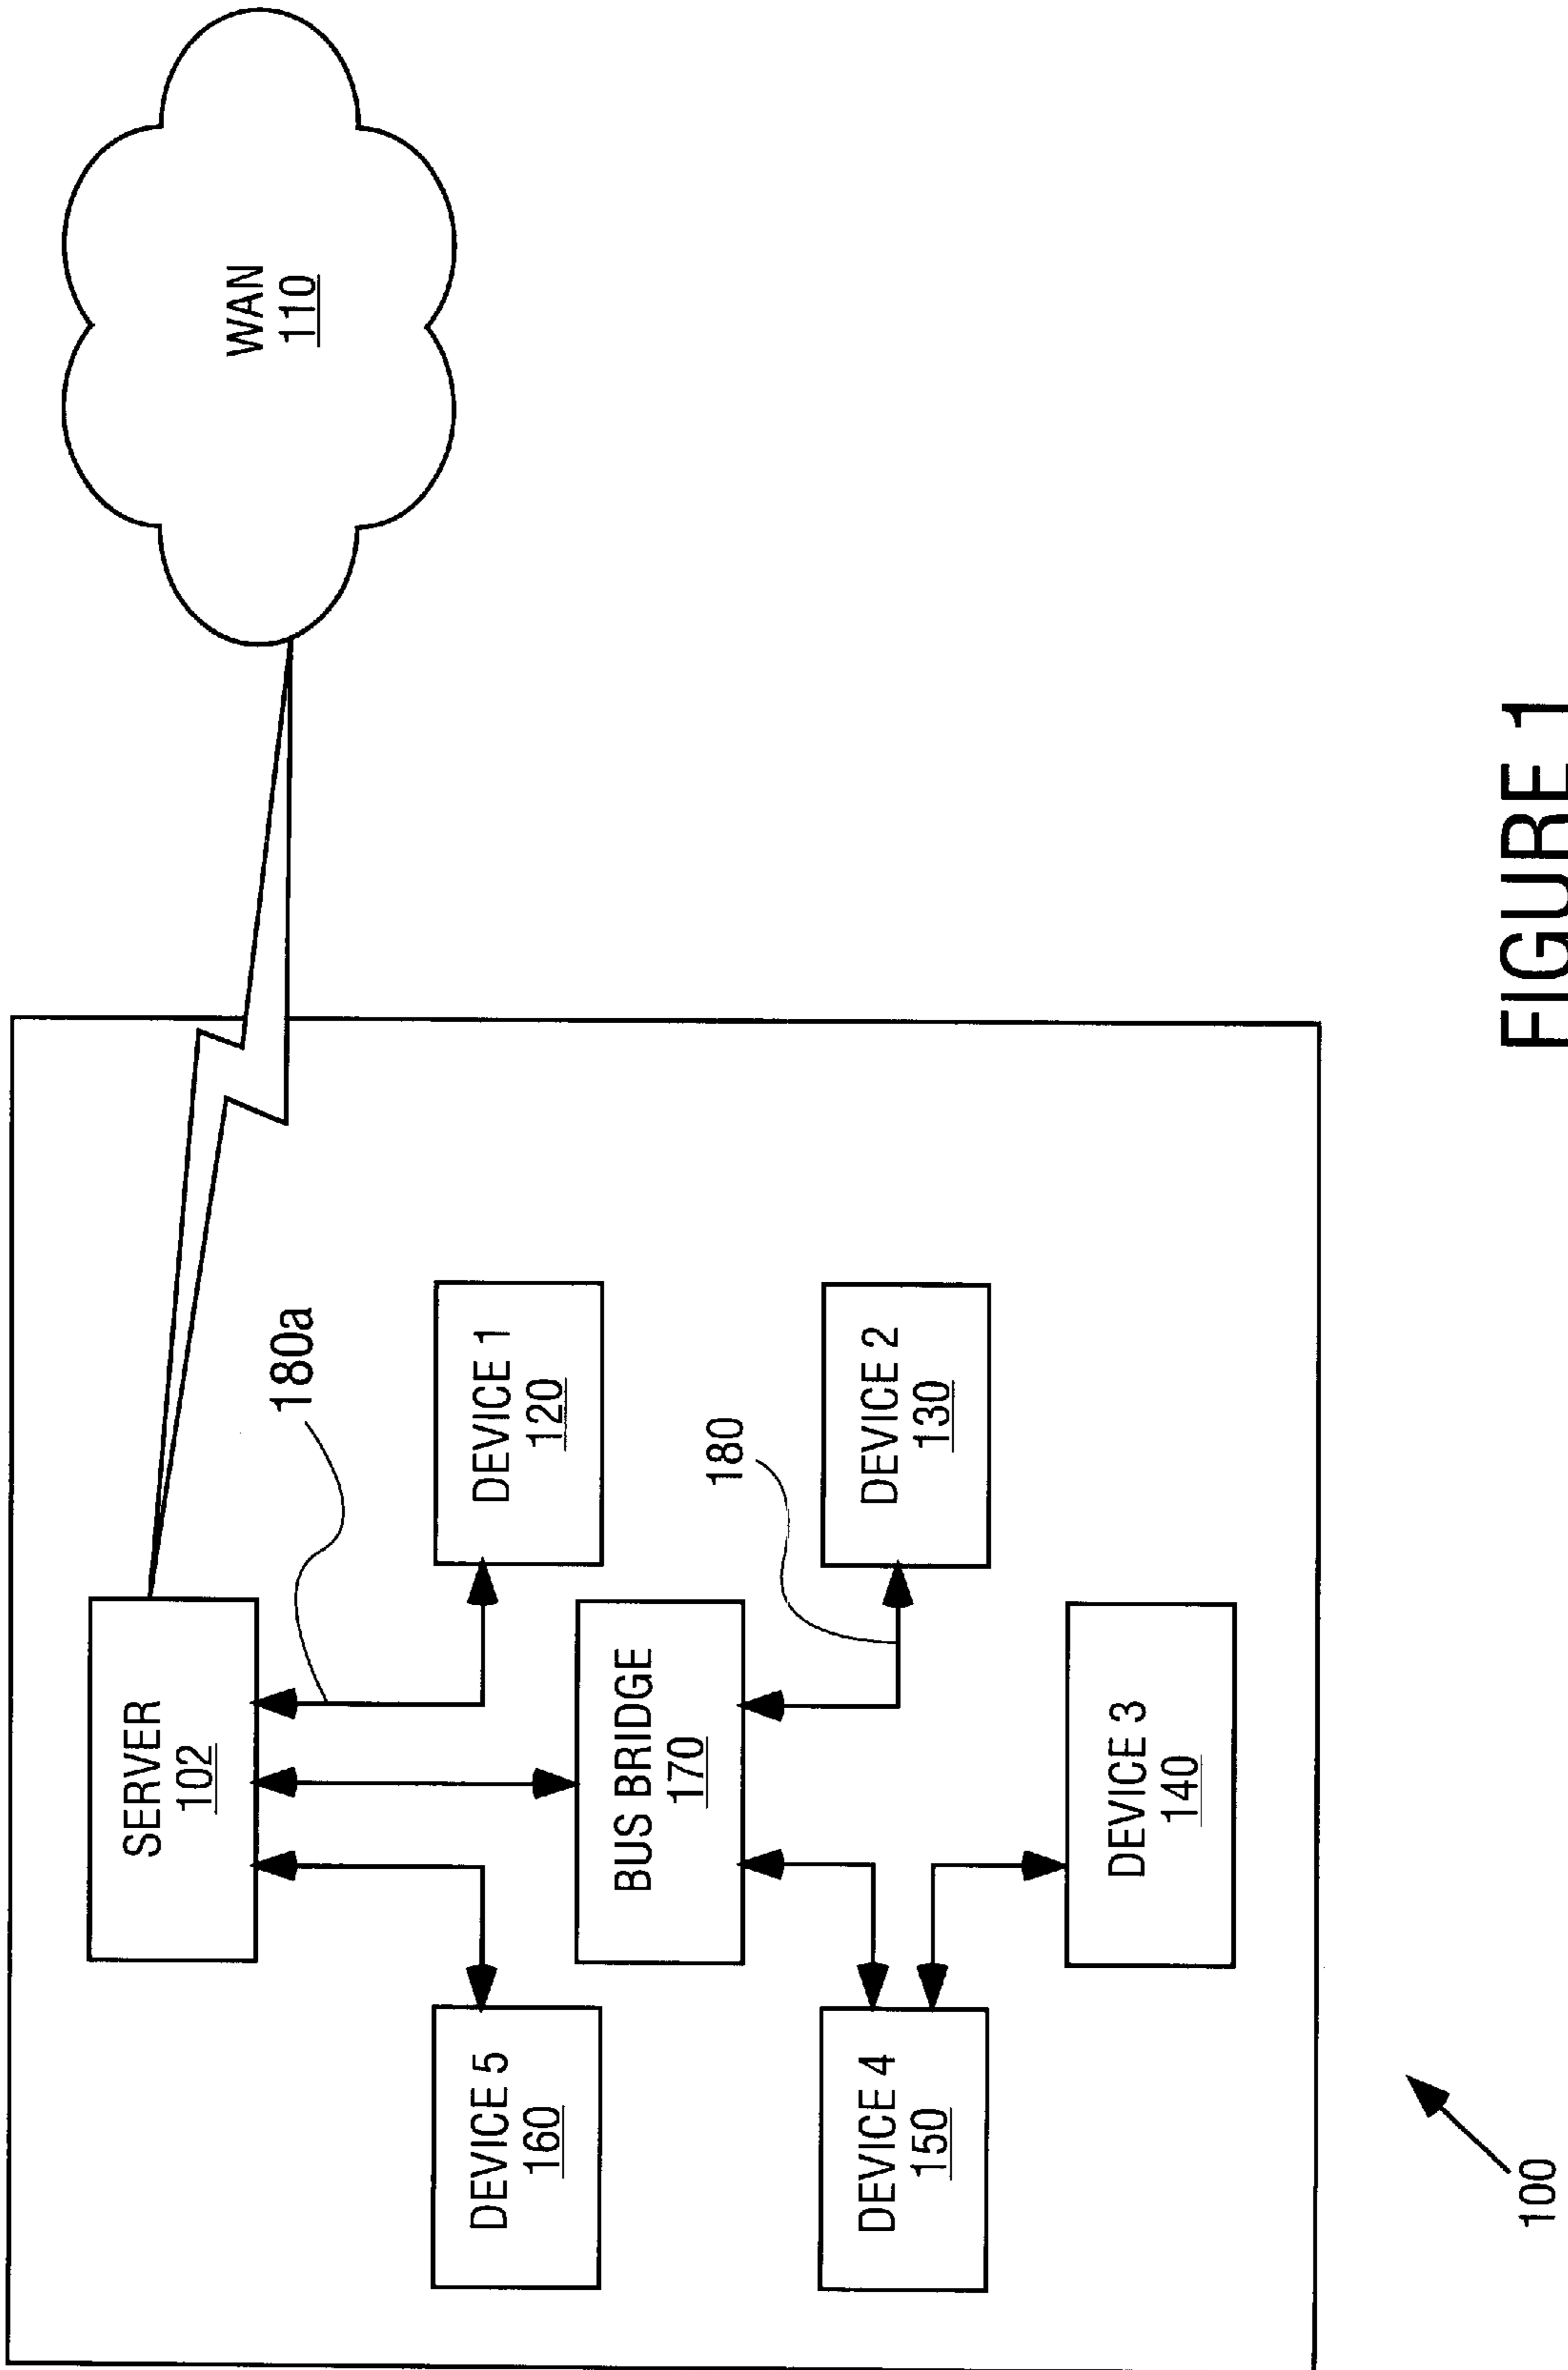 WAN
110
SERVER
102
180a
DEVICE 5
160
DEVICE 1
120
BUS BRIDGE
170
180
DEVICE 4
150
DEVICE 2
130
DEVICE 3
140
100
FIGURE 1